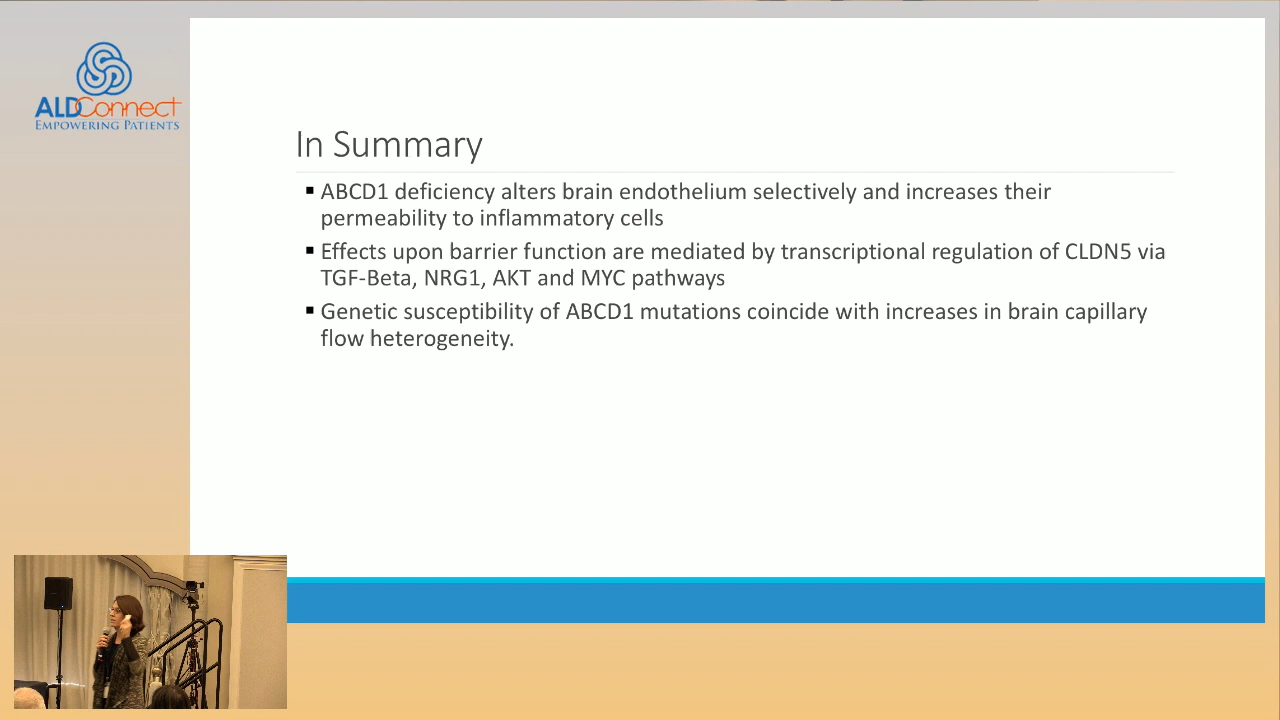 ALDConnect
EMPOWERING PATIENTS
In Summary
▪ ABCD1 deficiency alters brain endothelium selectively and increases their
permeability to inflammatory cells
▪ Effects upon barrier function are mediated by transcriptional regulation of CLDN5 via
TGF-Beta, NRG1, AKT and MYC pathways
▪ Genetic susceptibility of ABCD1 mutations coincide with increases in brain capillary
flow heterogeneity.